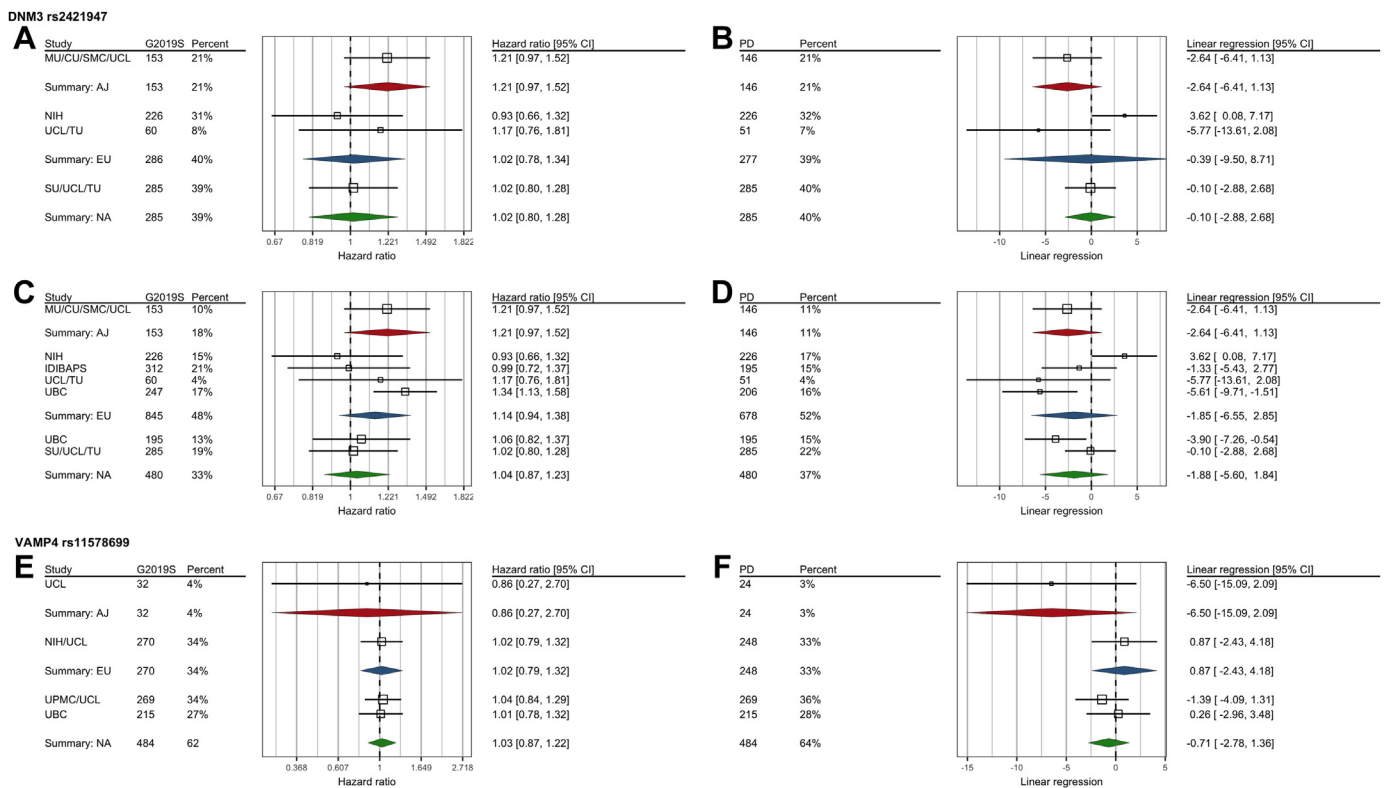 DNM3 rs2421947
A
Study G2019S Percent Hazard ratio [95% CI]
MU/CU/SMC/UCL 153 21% 1.21 [0.97, 1.52]
Summary: AJ 153 21% 1.21 [0.97, 1.52]
NIH 226 31% 0.93 [0.66, 1.32]
UCL/TU 60 8% 1.17 [0.76, 1.81]
Summary: EU 286 40% 1.02 [0.78, 1.34]
SU/UCL/TU 285 39% 1.02 [0.80, 1.28]
Summary: NA 285 39% 1.02 [0.80, 1.28]
0.67 0.819 1 1.221 1.492 1.822
Hazard ratio
B
PD Percent Linear regression [95% CI]
146 21% -2.64 [ -6.41, 1.13]
146 21% -2.64 [ -6.41, 1.13]
226 32% 3.62 [ 0.08, 7.17]
51 7% -5.77 [-13.61, 2.08]
277 39% -0.39 [ -9.50, 8.71]
285 40% -0.10 [ -2.88, 2.68]
285 40% -0.10 [ -2.88, 2.68]
-10 -5 0 5
Linear regression
C
Study G2019S Percent Hazard ratio [95% CI]
MU/CU/SMC/UCL 153 10% 1.21 [0.97, 1.52]
Summary: AJ 153 18% 1.21 [0.97, 1.52]
NIH 226 15% 0.93 [0.66, 1.32]
IDIBAPS 312 21% 0.99 [0.72, 1.37]
UCL/TU 60 4% 1.17 [0.76, 1.81]
UBC 247 17% 1.34 [1.13, 1.58]
Summary: EU 845 48% 1.14 [0.94, 1.38]
UBC 195 13% 1.06 [0.82, 1.37]
SU/UCL/TU 285 19% 1.02 [0.80, 1.28]
Summary: NA 480 33% 1.04 [0.87, 1.23]
0.67 0.819 1 1.221 1.492 1.822
Hazard ratio
D
PD Percent Linear regression [95% CI]
146 11% -2.64 [ -6.41, 1.13]
146 11% -2.64 [ -6.41, 1.13]
226 17% 3.62 [ 0.08, 7.17]
195 15% -1.33 [ -5.43, 2.77]
51 4% -5.77 [-13.61, 2.08]
206 16% -5.61 [ -9.71, -1.51]
678 52% -1.85 [ -6.55, 2.85]
195 15% -3.90 [ -7.26, -0.54]
285 22% -0.10 [ -2.88, 2.68]
480 37% -1.88 [ -5.60, 1.84]
-10 -5 0 5
Linear regression
VAMP4 rs11578699
E
Study G2019S Percent Hazard ratio [95% CI]
UCL 32 4% 0.86 [0.27, 2.70]
Summary: AJ 32 4% 0.86 [0.27, 2.70]
NIH/UCL 270 34% 1.02 [0.79, 1.32]
Summary: EU 270 34% 1.02 [0.79, 1.32]
UPMC/UCL 269 34% 1.04 [0.84, 1.29]
UBC 215 27% 1.01 [0.78, 1.32]
Summary: NA 484 62 1.03 [0.87, 1.22]
0.368 0.607 1 1.649 2.718
Hazard ratio
F
PD Percent Linear regression [95% CI]
24 3% -6.50 [-15.09, 2.09]
24 3% -6.50 [-15.09, 2.09]
248 33% 0.87 [ -2.43, 4.18]
248 33% 0.87 [ -2.43, 4.18]
269 36% -1.39 [ -4.09, 1.31]
215 28% 0.26 [ -2.96, 3.48]
484 64% -0.71 [ -2.78, 1.36]
-15 -10 -5 0 5
Linear regression